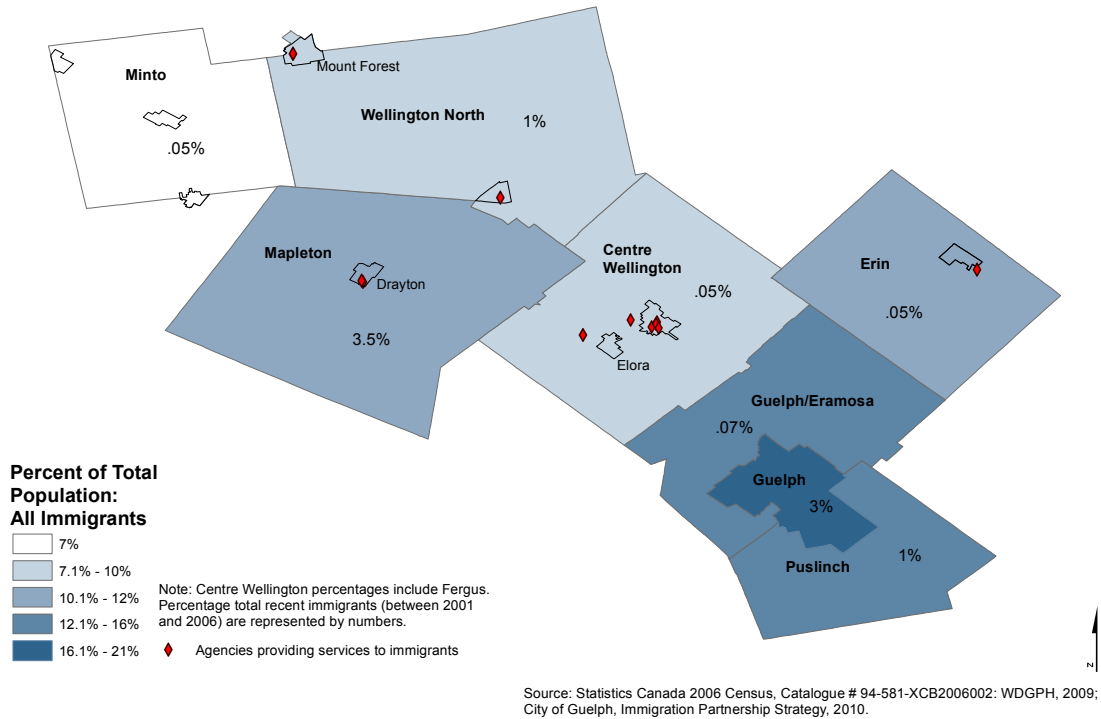 Mount Forest
Minto
Wellington North
1%
.05%
Mapleton
Centre
Wellington
Erin
Drayton
.05%
.05%
3.5%
Elora
Guelph/Eramosa
.07%
Guelph
3%
1%
Puslinch
Percent of Total
Population:
All Immigrants
7%
7.1% - 10%
10.1% - 12%
12.1% - 16%
16.1% - 21%
Note: Centre Wellington percentages include Fergus.
Percentage total recent immigrants (between 2001
and 2006) are represented by numbers.
Agencies providing services to immigrants
z
Source: Statistics Canada 2006 Census, Catalogue # 94-581-XCB2006002: WDGPH, 2009;
City of Guelph, Immigration Partnership Strategy, 2010.